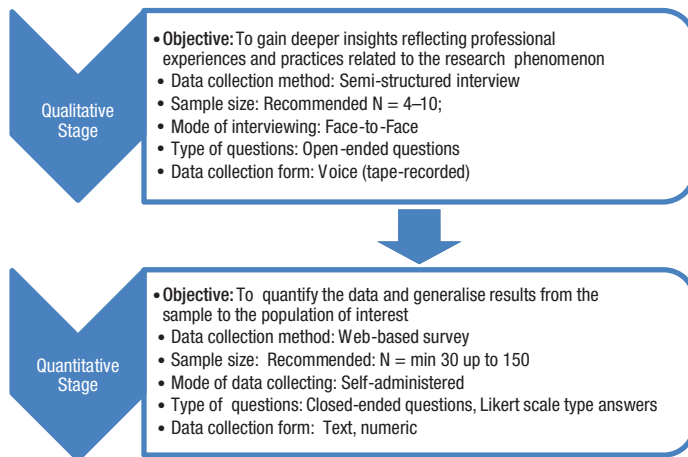 Qualitative
Stage
• Objective: To gain deeper insights reflecting professional
experiences and practices related to the research phenomenon
• Data collection method: Semi-structured interview
• Sample size: Recommended N = 4–10;
• Mode of interviewing: Face-to-Face
• Type of questions: Open-ended questions
• Data collection form: Voice (tape-recorded)
Quantitative
Stage
• Objective: To quantify the data and generalise results from the
sample to the population of interest
• Data collection method: Web-based survey
• Sample size: Recommended: N = min 30 up to 150
• Mode of data collecting: Self-administered
• Type of questions: Closed-ended questions, Likert scale type answers
• Data collection form: Text, numeric